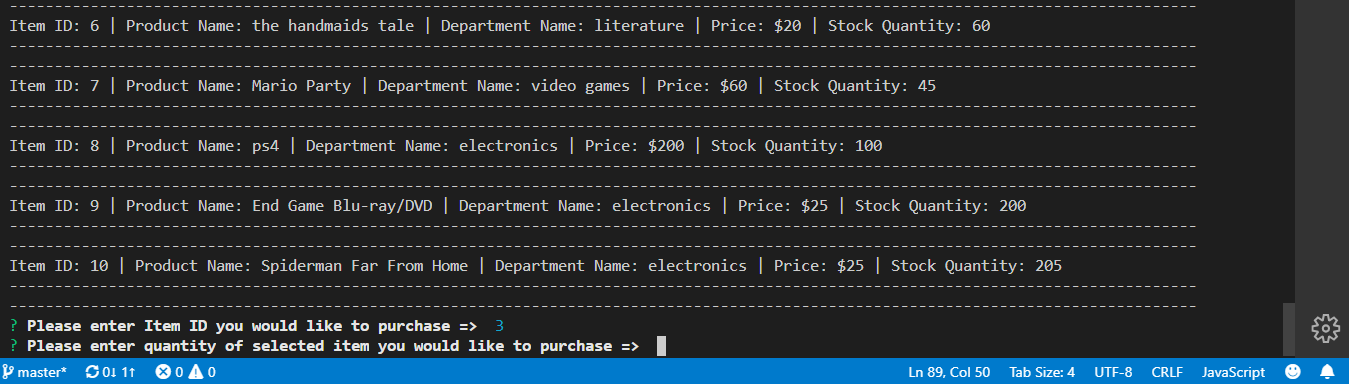 Item ID: 6 | Product Name: the handmaids tale | Department Name: literature | Price: $20 | Stock Quantity: 60
Item ID: 7 | Product Name: Mario Party | Department Name: video games | Price: $60 | Stock Quantity: 45
Item ID: 8 | Product Name: ps4 | Department Name: electronics | Price: $200 | Stock Quantity: 100
Item ID: 9 | Product Name: End Game Blu-ray/DVD | Department Name: electronics | Price: $25 | Stock Quantity: 200
Item ID: 10 | Product Name: Spiderman Far From Home | Department Name: electronics | Price: $25 | Stock Quantity: 205
? Please enter Item ID you would like to purchase => 3
? Please enter quantity of selected item you would like to purchase =>
master* 0↓ 1↑ 0 0 Ln 89, Col 50 Tab Size: 4 UTF-8 CRLF JavaScript